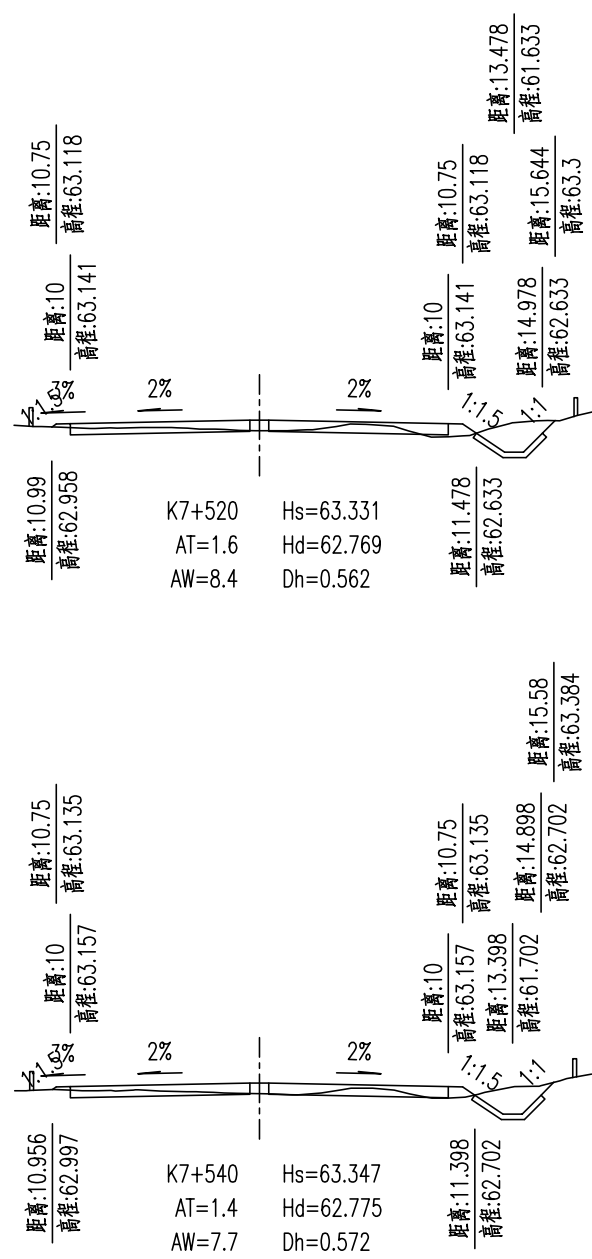 距离:13.478
高程:61.633
距离:10.75
高程:63.118
距离:10.75
高程:63.118
距离:15.644
高程:63.3
距离:10
高程:63.141
距离:10
高程:63.141
距离:14.978
高程:62.633
1:1.5
3%
2%
2%
1:1.5
1:1
距离:10.99
高程:62.958
距离:11.478
高程:62.633
K7+520 Hs=63.331
AT=1.6 Hd=62.769
AW=8.4 Dh=0.562
距离:15.58
高程:63.384
距离:10.75
高程:63.135
距离:10.75
高程:63.135
距离:14.898
高程:62.702
距离:10
高程:63.157
距离:10
高程:63.157
距离:13.398
高程:61.702
1:1.5
3%
2%
2%
1:1.5
1:1
距离:10.956
高程:62.997
距离:11.398
高程:62.702
K7+540 Hs=63.347
AT=1.4 Hd=62.775
AW=7.7 Dh=0.572